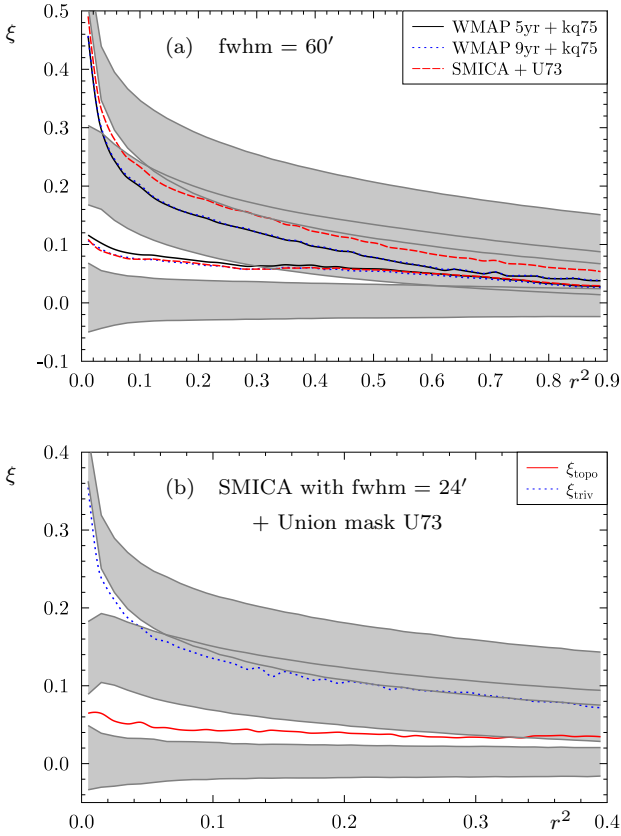 ξ
0.5
0.4
0.3
0.2
0.1
0.0
-0.1
(a) fwhm = 60′
WMAP 5yr + kq75
WMAP 9yr + kq75
SMICA + U73
0.0 0.1 0.2 0.3 0.4 0.5 0.6 0.7 0.8 r² 0.9
ξ
0.4
0.3
0.2
0.1
0.0
(b) SMICA with fwhm = 24′
+ Union mask U73
ξtopo
ξtriv
0.0 0.1 0.2 0.3 r² 0.4